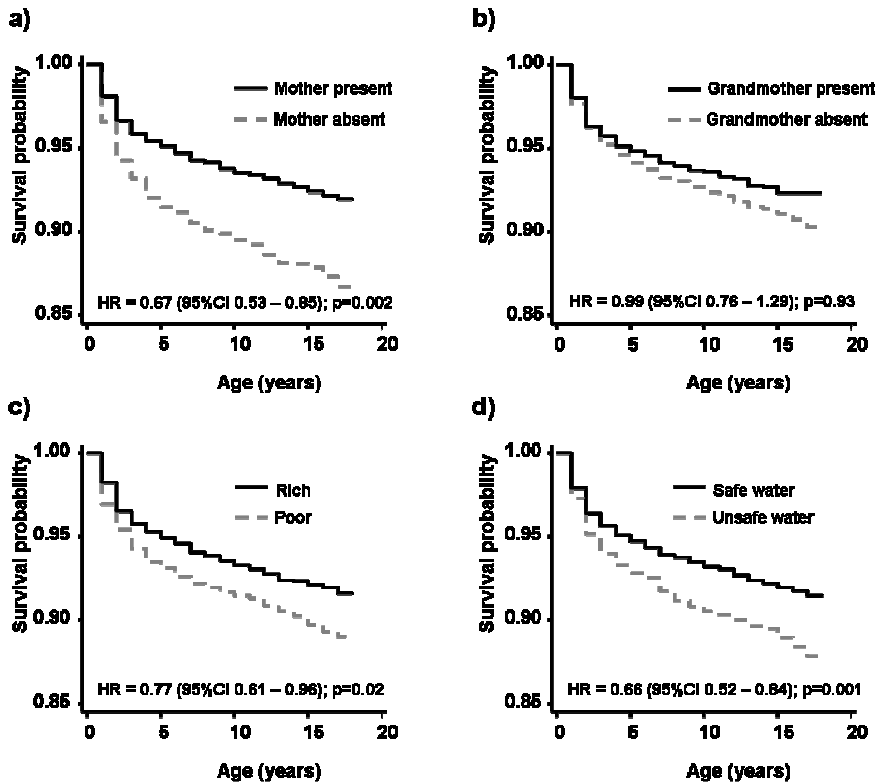 a)
Survival probability
1.00
0.95
0.90
0.85
Mother present
Mother absent
HR = 0.67 (95%CI 0.53 – 0.85); p=0.002
0 5 10 15 20
Age (years)
b)
Survival probability
1.00
0.95
0.90
0.85
Grandmother present
Grandmother absent
HR = 0.99 (95%CI 0.76 – 1.29); p=0.93
0 5 10 15 20
Age (years)
c)
Survival probability
1.00
0.95
0.90
0.85
Rich
Poor
HR = 0.77 (95%CI 0.61 – 0.96); p=0.02
0 5 10 15 20
Age (years)
d)
Survival probability
1.00
0.95
0.90
0.85
Safe water
Unsafe water
HR = 0.66 (95%CI 0.52 – 0.84); p=0.001
0 5 10 15 20
Age (years)